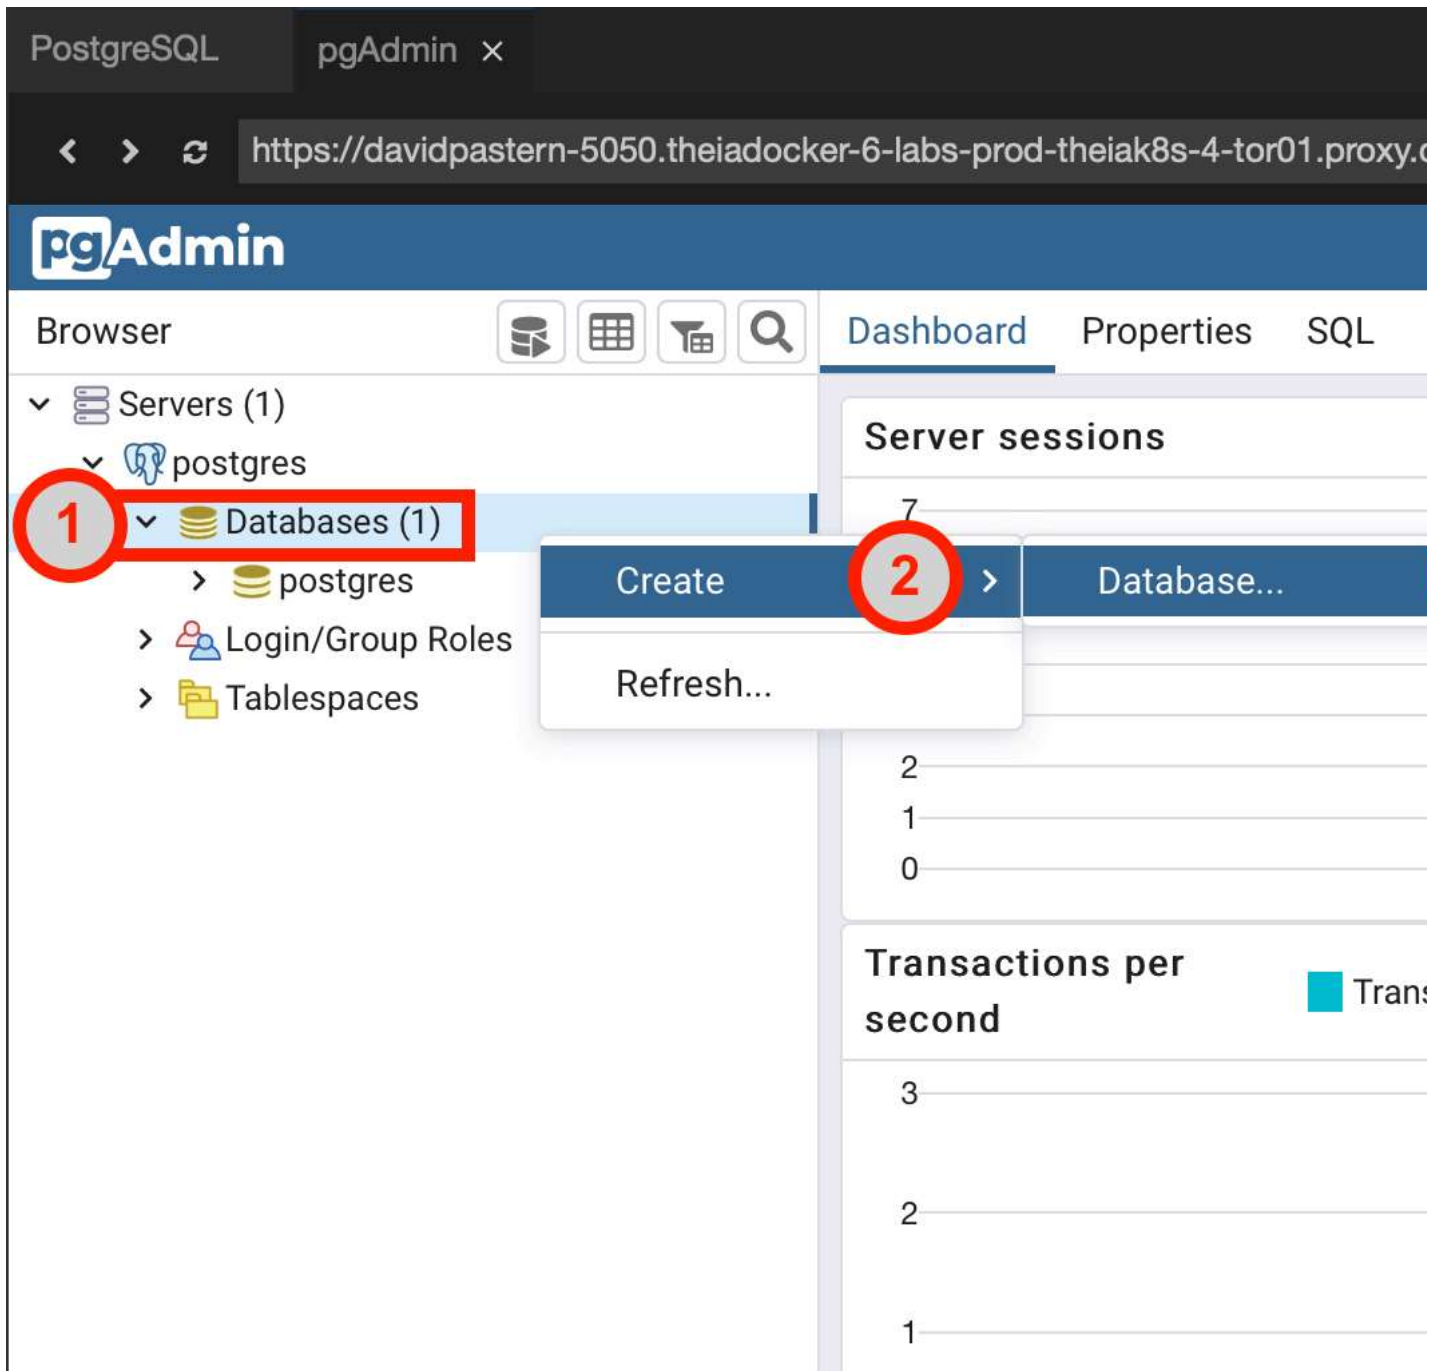 PostgreSQL
pgAdmin
https://davidpastern-5050.theiadocker-6-labs-prod-theiak8s-4-tor01.proxy.
pgAdmin
Browser
Dashboard Properties SQL
Servers (1)
postgres
1
Databases (1)
postgres
Login/Group Roles
Tablespaces
Create
2
Database...
Refresh...
Server sessions
7
2
1
0
Transactions per
second
3
2
1